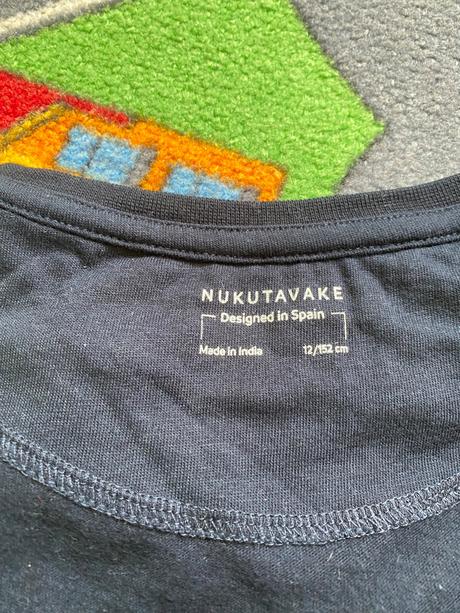 NUKUTAVAKE
Designed in Spain
Made in India 12/152 cm